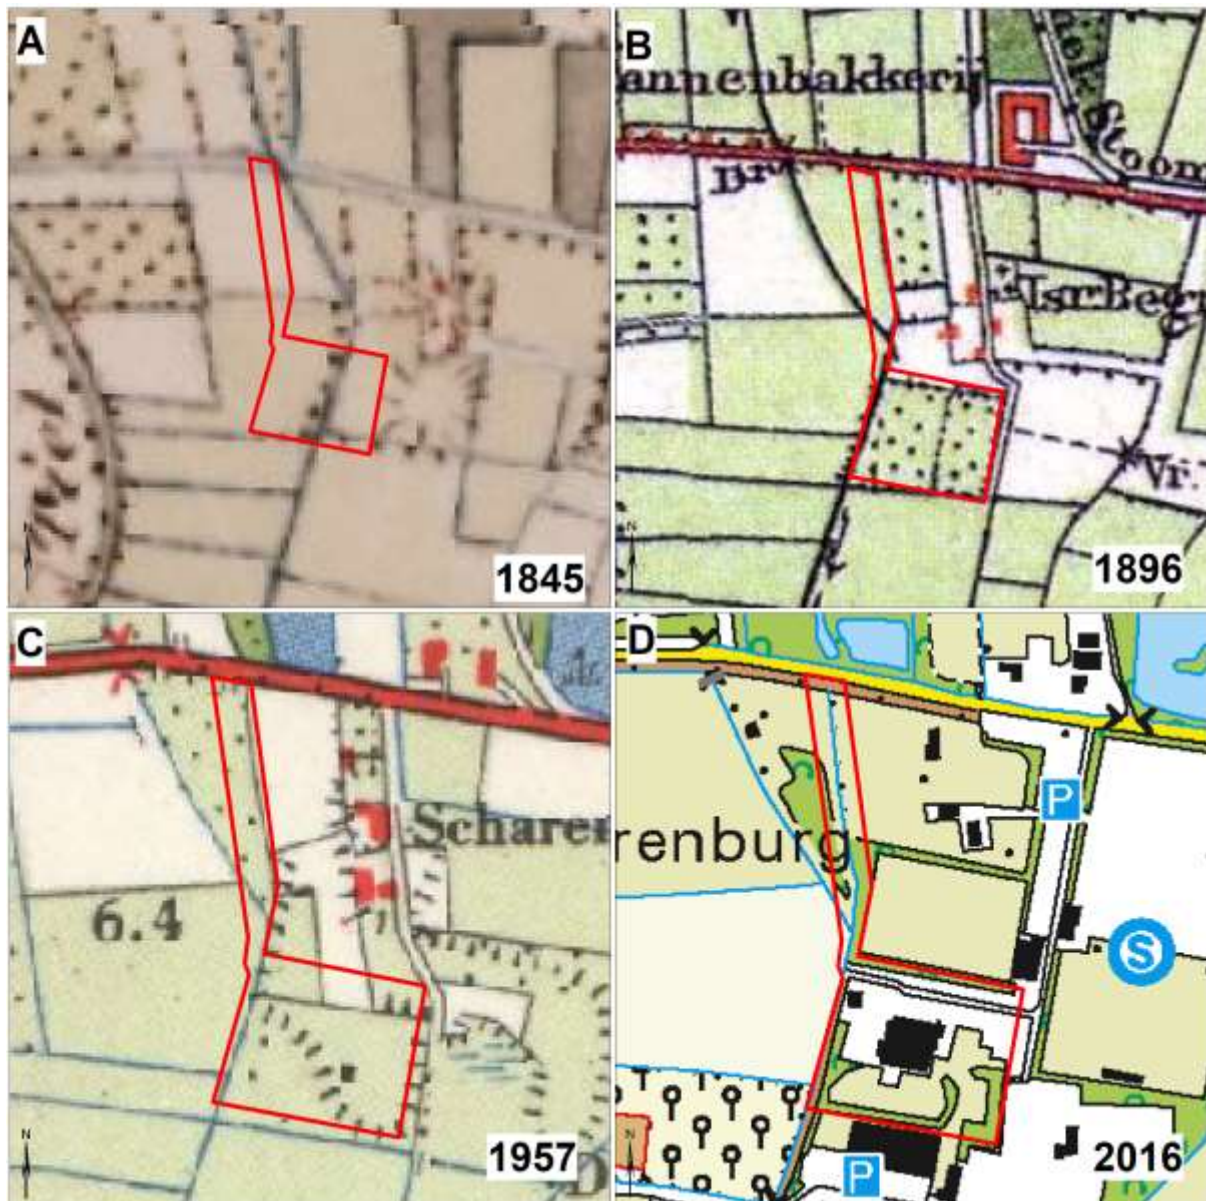 A
1845
B
annenbakkerij
Stoom
Isr Begr
Vr.
1896
N
C
Scharen
6.4
1957
N
D
P
renburg
S
P
2016
N